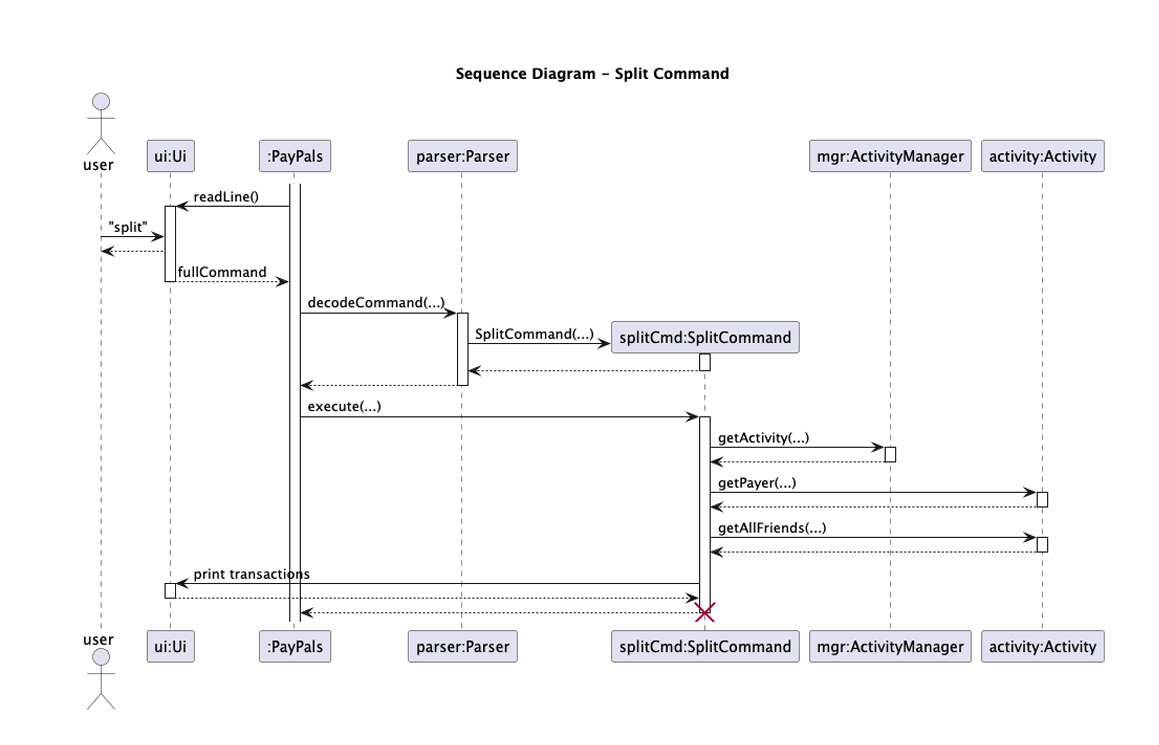 Sequence Diagram - Split Command
user
ui:Ui
:PayPals
parser:Parser
mgr:ActivityManager
activity:Activity
readLine()
"split"
fullCommand
decodeCommand(...)
SplitCommand(...)
splitCmd:SplitCommand
execute(...)
getActivity(...)
getPayer(...)
getAllFriends(...)
print transactions
user
ui:Ui
:PayPals
parser:Parser
splitCmd:SplitCommand
mgr:ActivityManager
activity:Activity